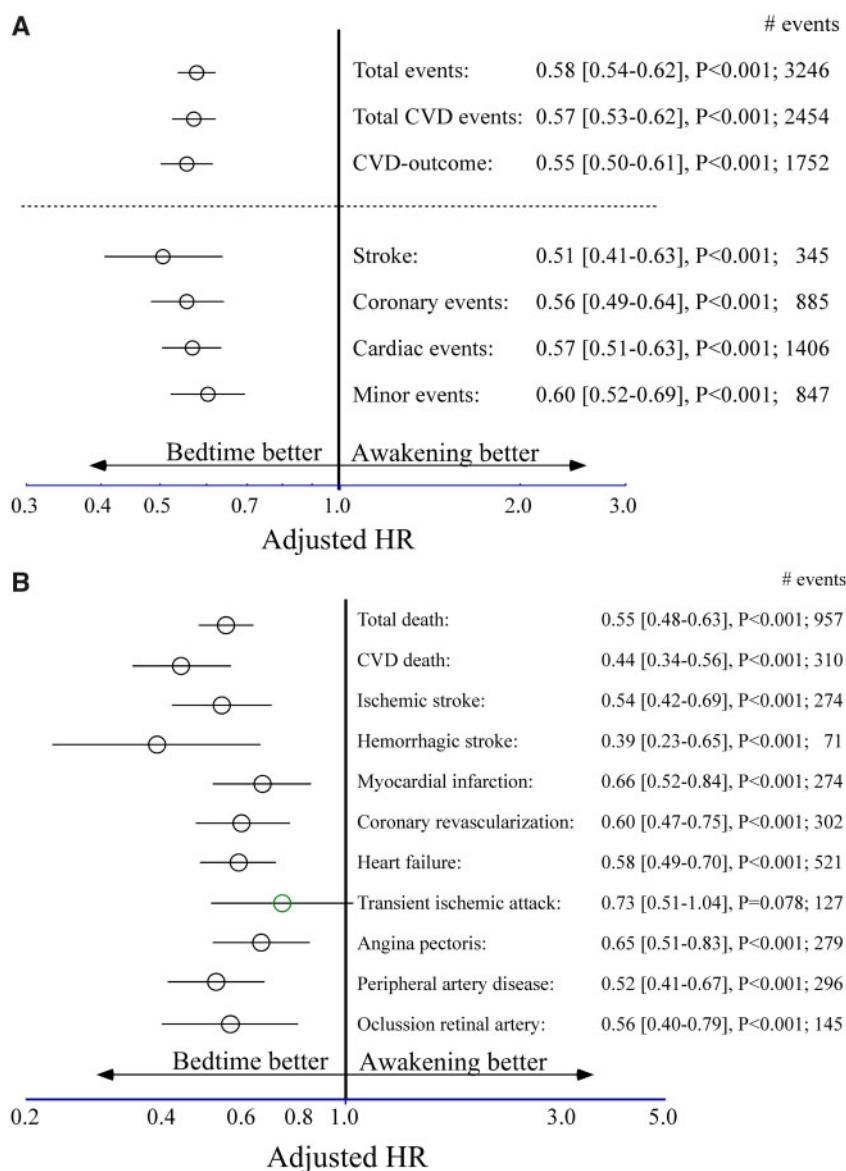 A
# events
Total events: 0.58 [0.54-0.62], P<0.001; 3246
Total CVD events: 0.57 [0.53-0.62], P<0.001; 2454
CVD-outcome: 0.55 [0.50-0.61], P<0.001; 1752
Stroke: 0.51 [0.41-0.63], P<0.001; 345
Coronary events: 0.56 [0.49-0.64], P<0.001; 885
Cardiac events: 0.57 [0.51-0.63], P<0.001; 1406
Minor events: 0.60 [0.52-0.69], P<0.001; 847
Bedtime better Awakening better
0.3 0.4 0.5 0.7 1.0 2.0 3.0
Adjusted HR
B
# events
Total death: 0.55 [0.48-0.63], P<0.001; 957
CVD death: 0.44 [0.34-0.56], P<0.001; 310
Ischemic stroke: 0.54 [0.42-0.69], P<0.001; 274
Hemorrhagic stroke: 0.39 [0.23-0.65], P<0.001; 71
Myocardial infarction: 0.66 [0.52-0.84], P<0.001; 274
Coronary revascularization: 0.60 [0.47-0.75], P<0.001; 302
Heart failure: 0.58 [0.49-0.70], P<0.001; 521
Transient ischemic attack: 0.73 [0.51-1.04], P=0.078; 127
Angina pectoris: 0.65 [0.51-0.83], P<0.001; 279
Peripheral artery disease: 0.52 [0.41-0.67], P<0.001; 296
Oclussion retinal artery: 0.56 [0.40-0.79], P<0.001; 145
Bedtime better Awakening better
0.2 0.4 0.6 0.8 1.0 3.0 5.0
Adjusted HR